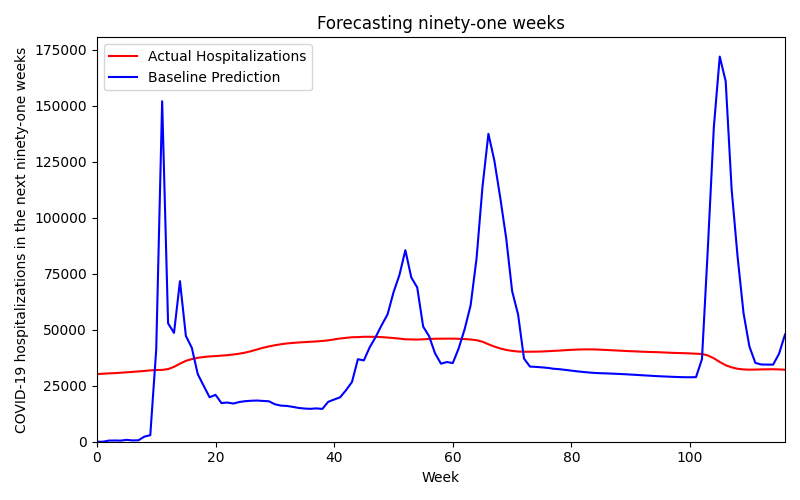 Forecasting ninety-one weeks
Actual Hospitalizations
Baseline Prediction
COVID-19 hospitalizations in the next ninety-one weeks
175000
150000
125000
100000
75000
50000
25000
0
0 20 40 60 80 100
Week